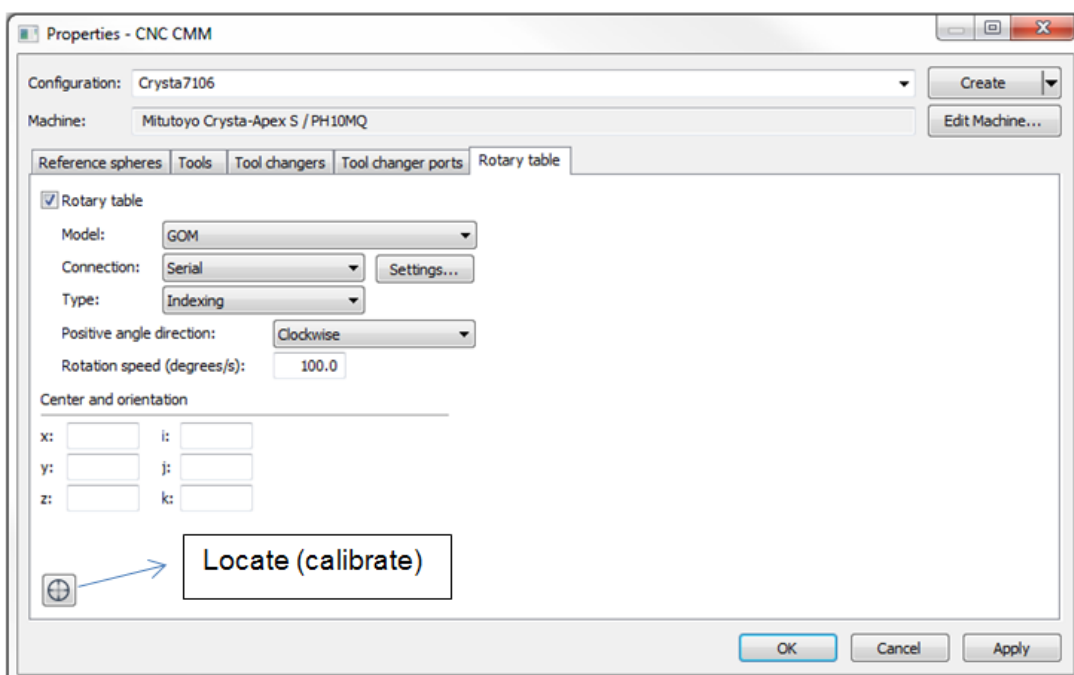 Properties - CNC CMM
Configuration: Crysta7106 Create
Machine: Mitutoyo Crysta-Apex S / PH10MQ Edit Machine...
Reference spheres Tools Tool changers Tool changer ports Rotary table
Rotary table
Model: GOM
Connection: Serial Settings...
Type: Indexing
Positive angle direction: Clockwise
Rotation speed (degrees/s): 100.0
Center and orientation
x: i:
y: j:
z: k:
Locate (calibrate)
OK Cancel Apply